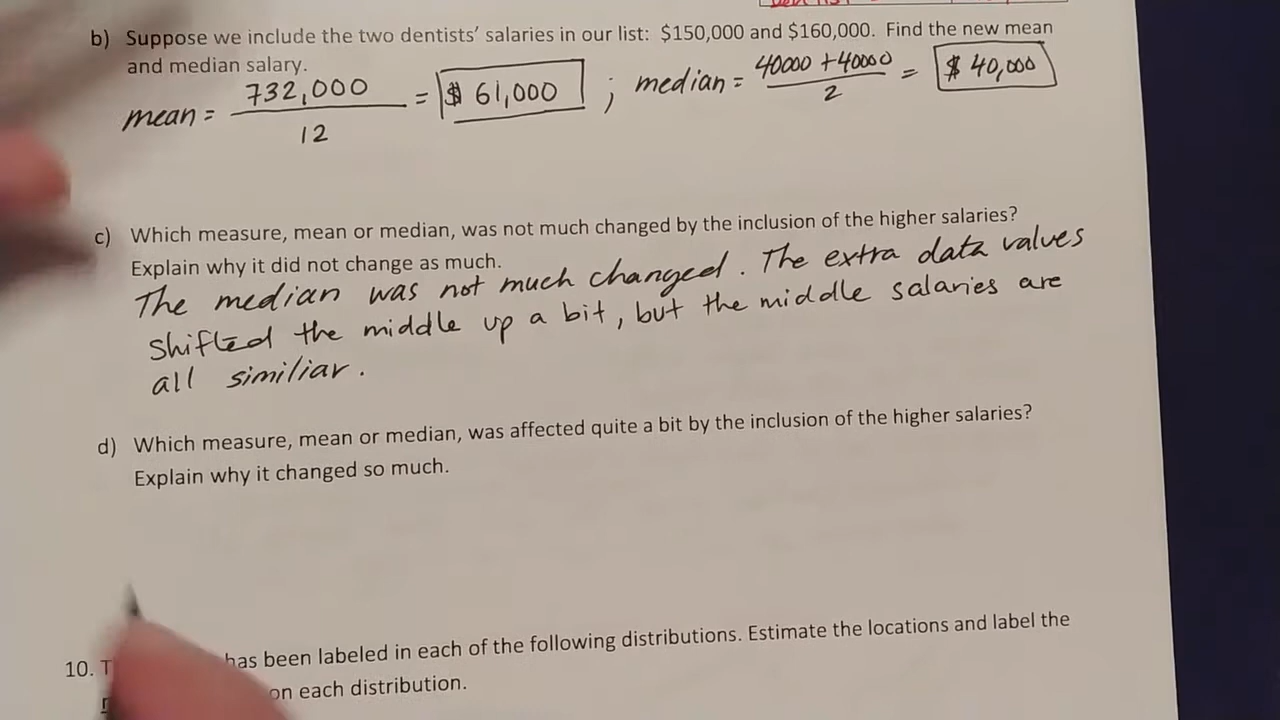 b) Suppose we include the two dentists' salaries in our list: $150,000 and $160,000. Find the new mean
and median salary.
mean = 732,000 / 12 = $ 61,000 ; median = 40000 + 40000 / 2 = $ 40,000
c) Which measure, mean or median, was not much changed by the inclusion of the higher salaries?
Explain why it did not change as much.
The median was not much changed. The extra data values
shifted the middle up a bit, but the middle salaries are
all similiar.
d) Which measure, mean or median, was affected quite a bit by the inclusion of the higher salaries?
Explain why it changed so much.
10. has been labeled in each of the following distributions. Estimate the locations and label the
on each distribution.